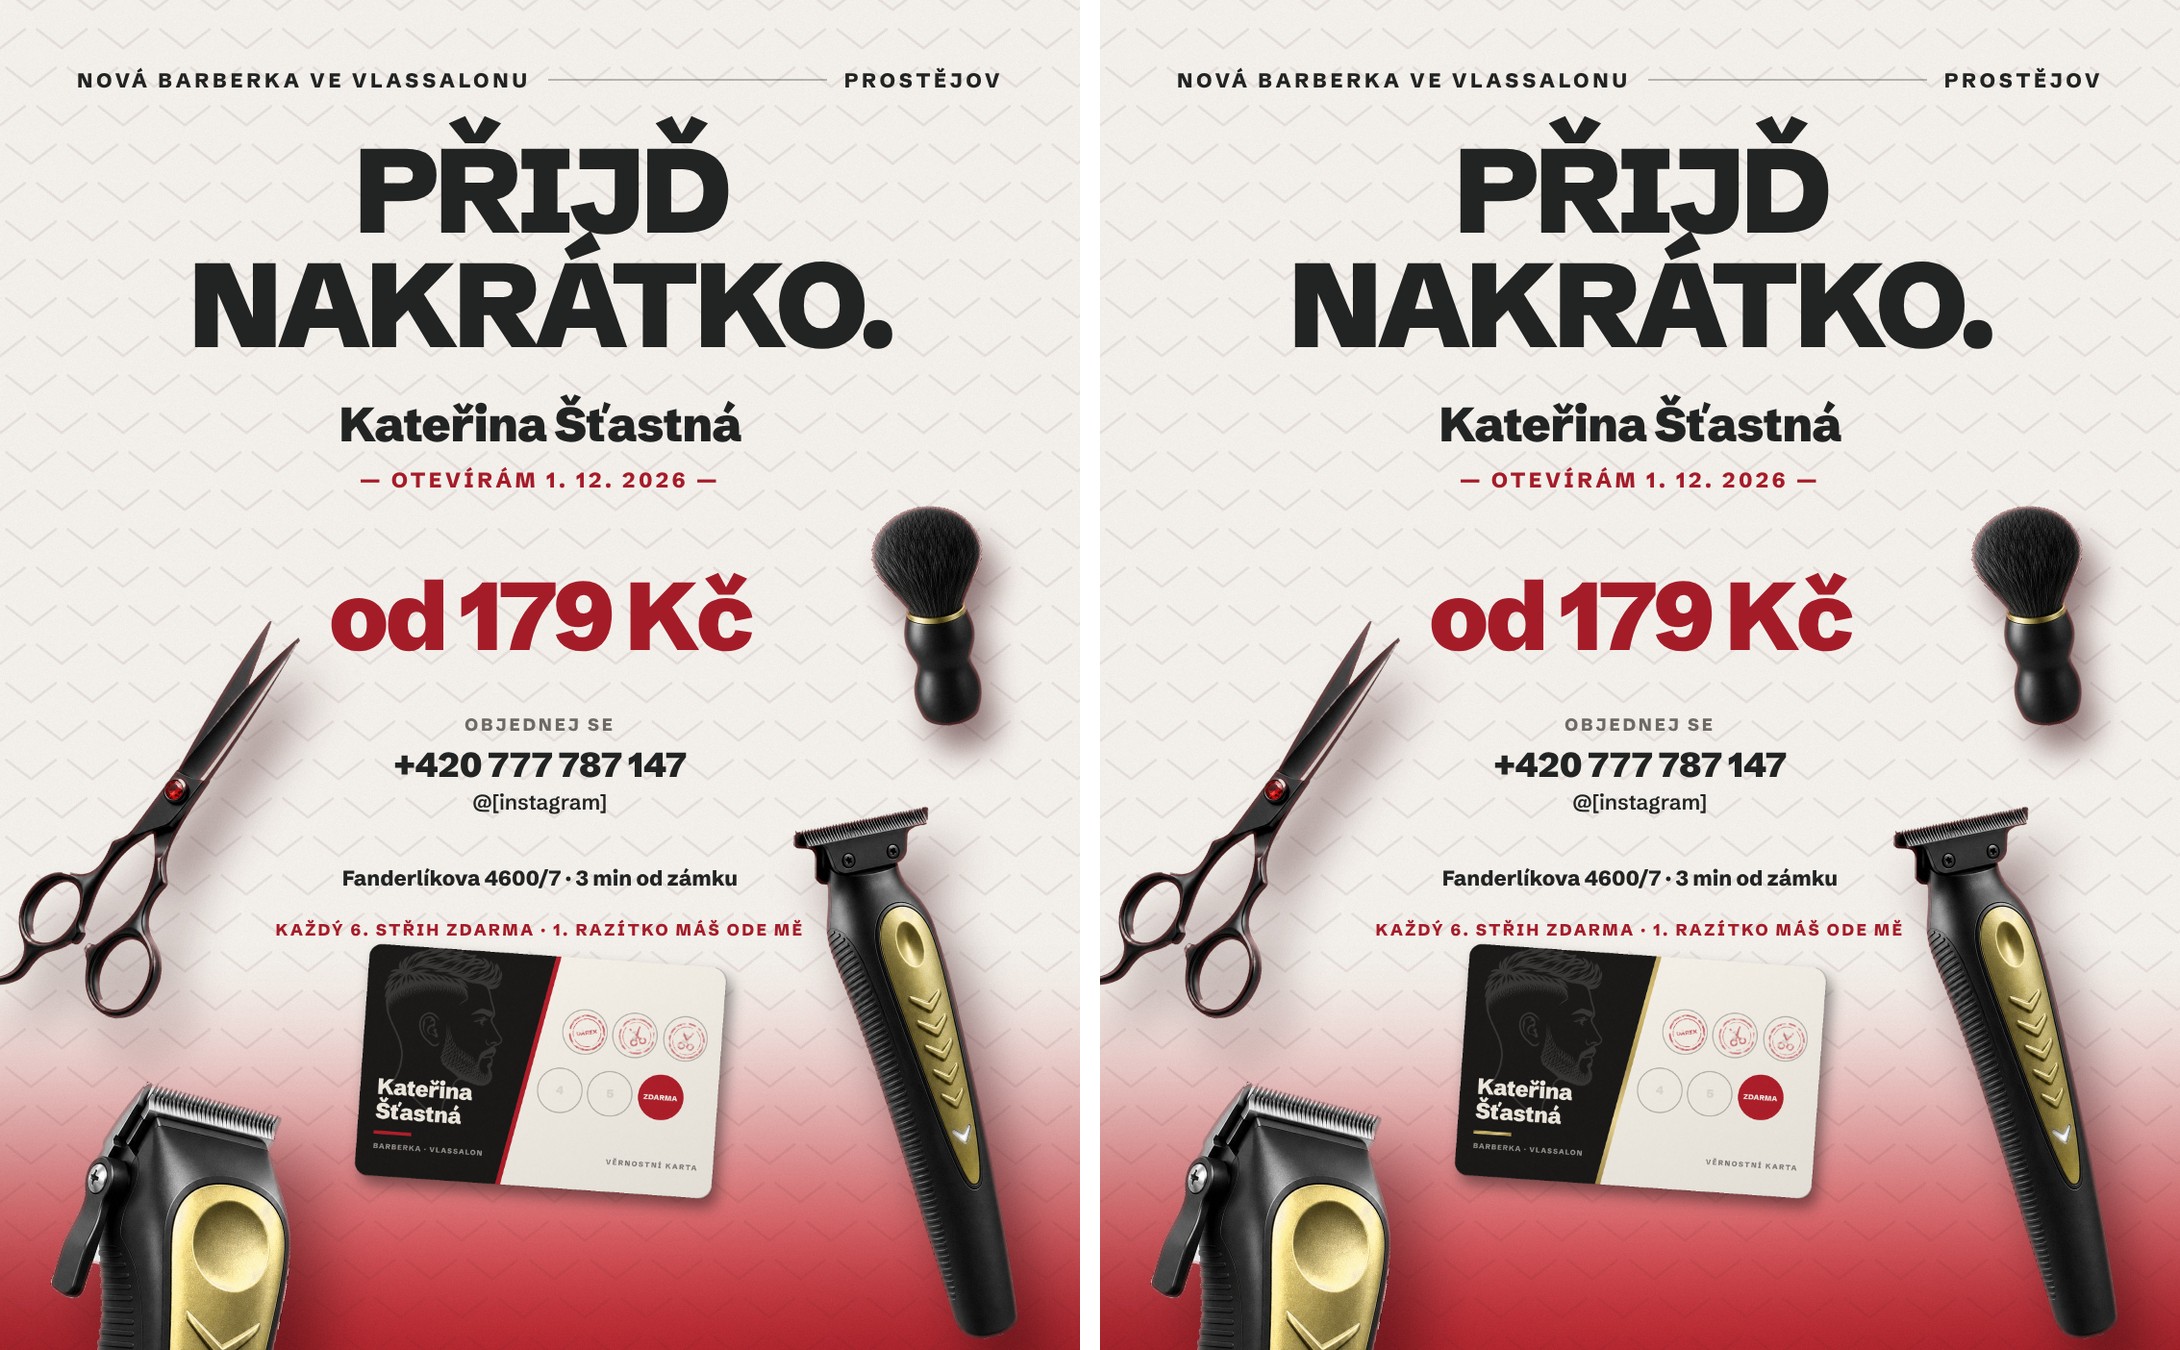 NOVÁ BARBERKA VE VLASSALONU
PROSTĚJOV
PŘIJĎ
NAKRÁTKO.
Kateřina Šťastná
— OTEVÍRÁM 1. 12. 2026 —
od 179 Kč
OBJEDNEJ SE
+420 777 787 147
@[instagram]
Fanderlíkova 4600/7 · 3 min od zámku
KAŽDÝ 6. STŘIH ZDARMA · 1. RAZÍTKO MÁŠ ODE MĚ
Kateřina
Šťastná
BARBERKA · VLASSALON
4
5
ZDARMA
VĚRNOSTNÍ KARTA
NOVÁ BARBERKA VE VLASSALONU
PROSTĚJOV
PŘIJĎ
NAKRÁTKO.
Kateřina Šťastná
— OTEVÍRÁM 1. 12. 2026 —
od 179 Kč
OBJEDNEJ SE
+420 777 787 147
@[instagram]
Fanderlíkova 4600/7 · 3 min od zámku
KAŽDÝ 6. STŘIH ZDARMA · 1. RAZÍTKO MÁŠ ODE MĚ
Kateřina
Šťastná
BARBERKA · VLASSALON
4
5
ZDARMA
VĚRNOSTNÍ KARTA